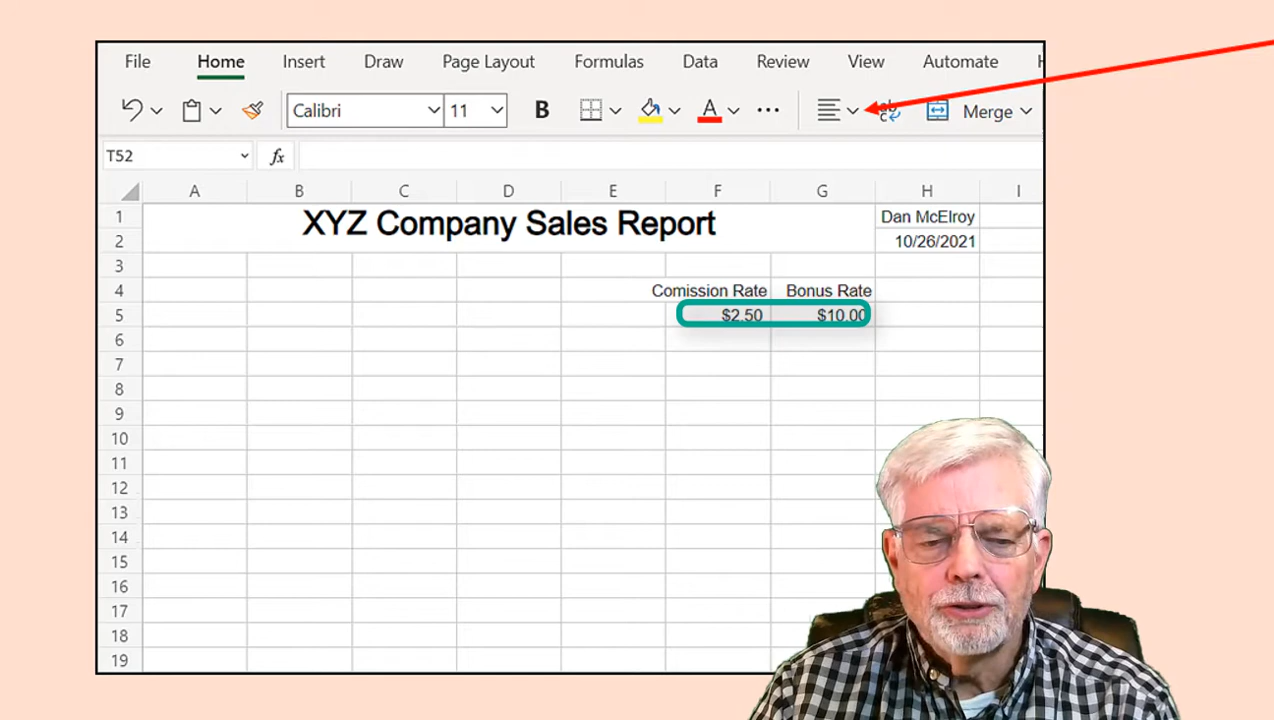 File Home Insert Draw Page Layout Formulas Data Review View Automate
Calibri 11 B A ab c Merge
T52 fx
A B C D E F G H I
1 XYZ Company Sales Report Dan McElroy
2 10/26/2021
3
4 Comission Rate Bonus Rate
5 $2.50 $10.00
6
7
8
9
10
11
12
13
14
15
16
17
18
19